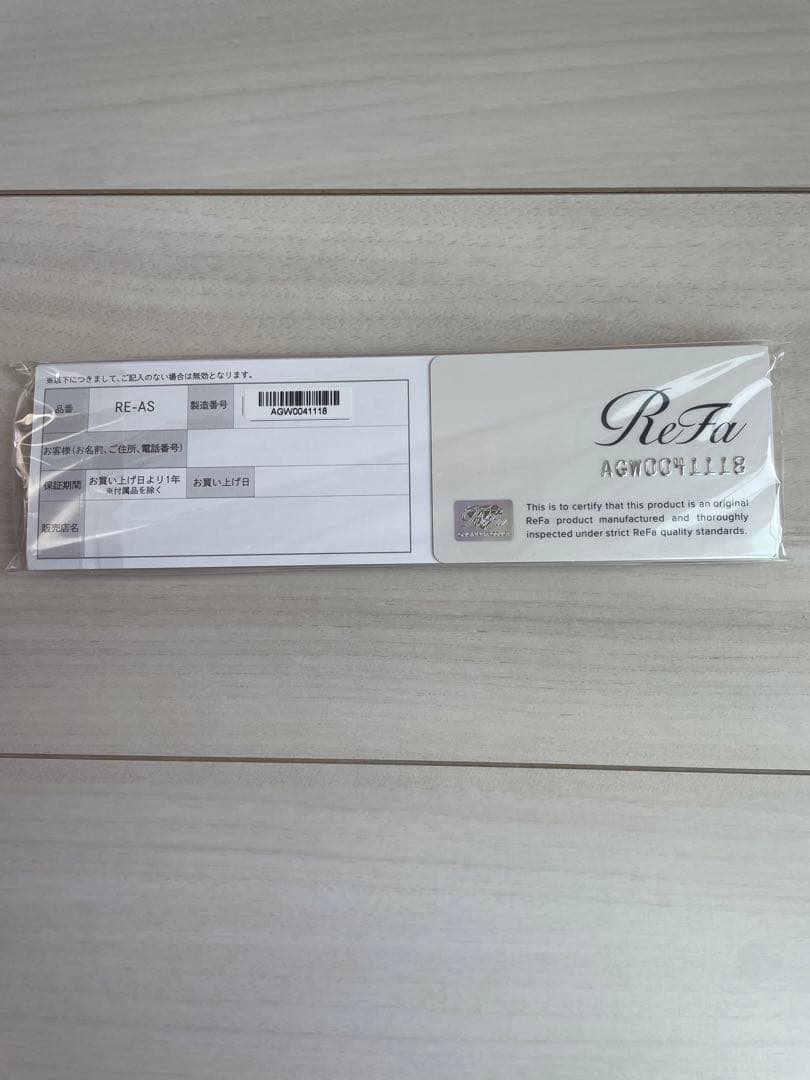 ※以下につきまして、ご記入のない場合は無効となります。
品番 RE-AS 製造番号 AGW0041118
お客様(お名前、ご住所、電話番号)
保証期間 お買い上げ日より1年 お買い上げ日
※付属品を除く
販売店名
ReFa
AGW0041118
This is to certify that this product is an original
ReFa product manufactured and thoroughly
inspected under strict ReFa quality standards.